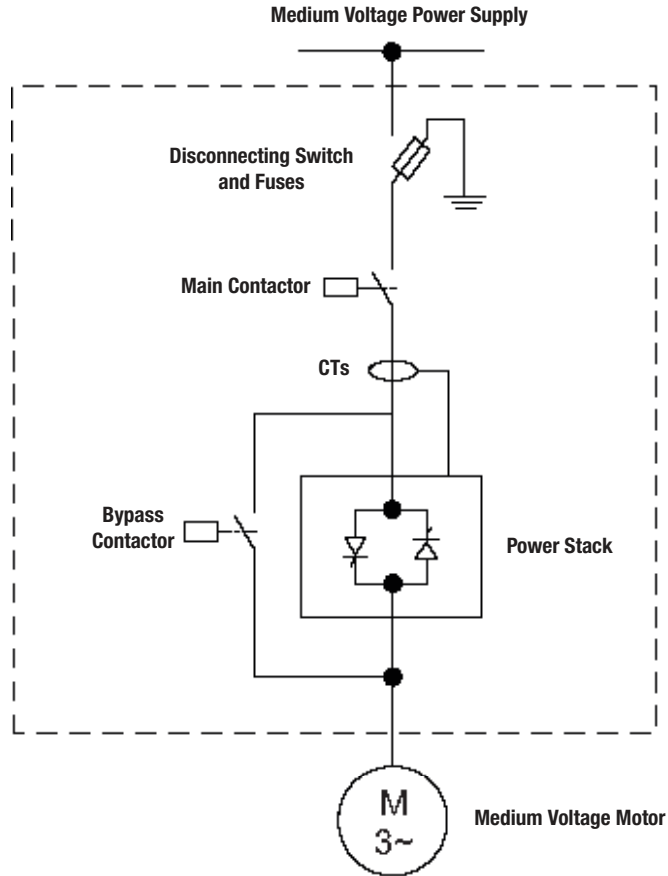 Medium Voltage Power Supply
Disconnecting Switch
and Fuses
Main Contactor
CTs
Bypass
Contactor
Power Stack
M
3~
Medium Voltage Motor